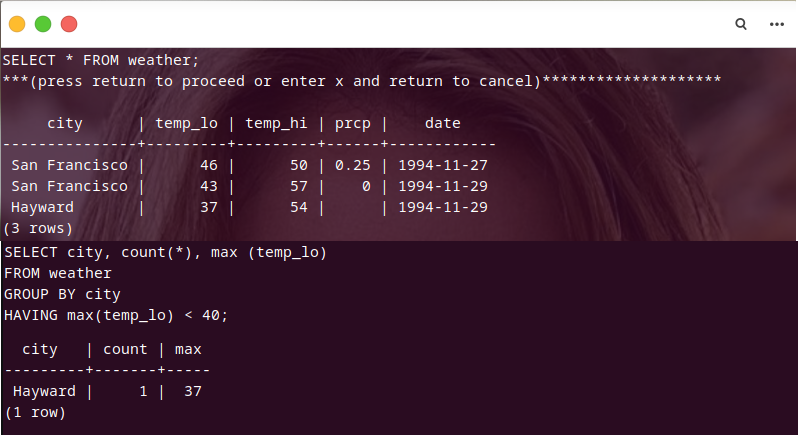 SELECT * FROM weather;
***(press return to proceed or enter x and return to cancel)********************
     city      | temp_lo | temp_hi | prcp |    date
---------------+---------+---------+------+------------
 San Francisco |      46 |      50 | 0.25 | 1994-11-27
 San Francisco |      43 |      57 |    0 | 1994-11-29
 Hayward       |      37 |      54 |      | 1994-11-29
(3 rows)
SELECT city, count(*), max (temp_lo)
FROM weather
GROUP BY city
HAVING max(temp_lo) < 40;
  city   | count | max
---------+-------+-----
 Hayward |     1 |  37
(1 row)